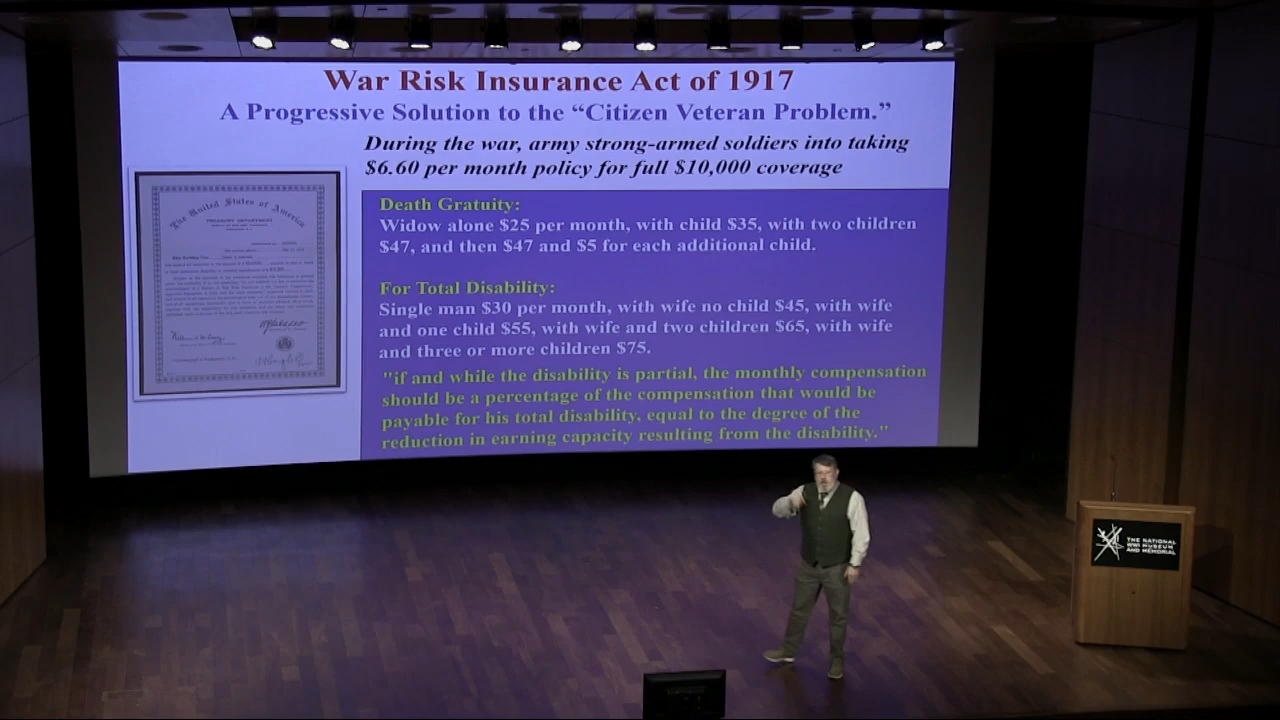 War Risk Insurance Act of 1917
A Progressive Solution to the “Citizen Veteran Problem.”
During the war, army strong-armed soldiers into taking
$6.60 per month policy for full $10,000 coverage
The United States of America
TREASURY DEPARTMENT
Death Gratuity:
Widow alone $25 per month, with child $35, with two children
$47, and then $47 and $5 for each additional child.
For Total Disability:
Single man $30 per month, with wife no child $45, with wife
and one child $55, with wife and two children $65, with wife
and three or more children $75.
"if and while the disability is partial, the monthly compensation
should be a percentage of the compensation that would be
payable for his total disability, equal to the degree of the
reduction in earning capacity resulting from the disability."
THE NATIONAL
WWI MUSEUM
AND MEMORIAL